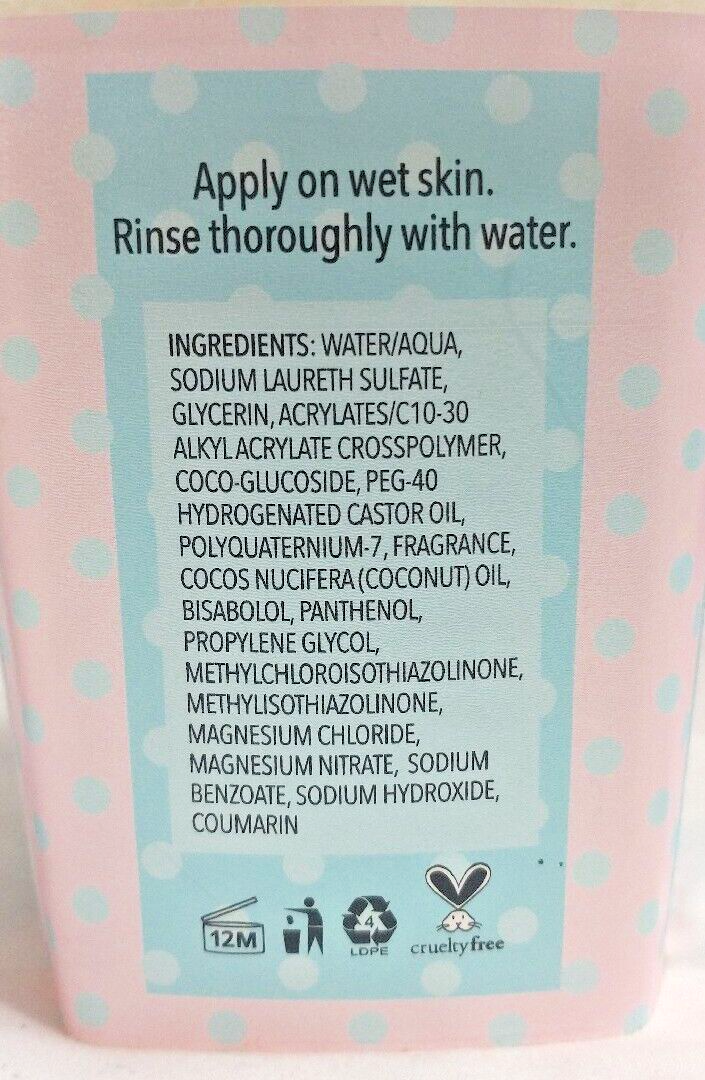 Apply on wet skin.
Rinse thoroughly with water.
INGREDIENTS: WATER/AQUA,
SODIUM LAURETH SULFATE,
GLYCERIN, ACRYLATES/C10-30
ALKYL ACRYLATE CROSSPOLYMER,
COCO-GLUCOSIDE, PEG-40
HYDROGENATED CASTOR OIL,
POLYQUATERNIUM-7, FRAGRANCE,
COCOS NUCIFERA (COCONUT) OIL,
BISABOLOL, PANTHENOL,
PROPYLENE GLYCOL,
METHYLCHLOROISOTHIAZOLINONE,
METHYLISOTHIAZOLINONE,
MAGNESIUM CHLORIDE,
MAGNESIUM NITRATE, SODIUM
BENZOATE, SODIUM HYDROXIDE,
COUMARIN
12M
4
LDPE
crueltyfree